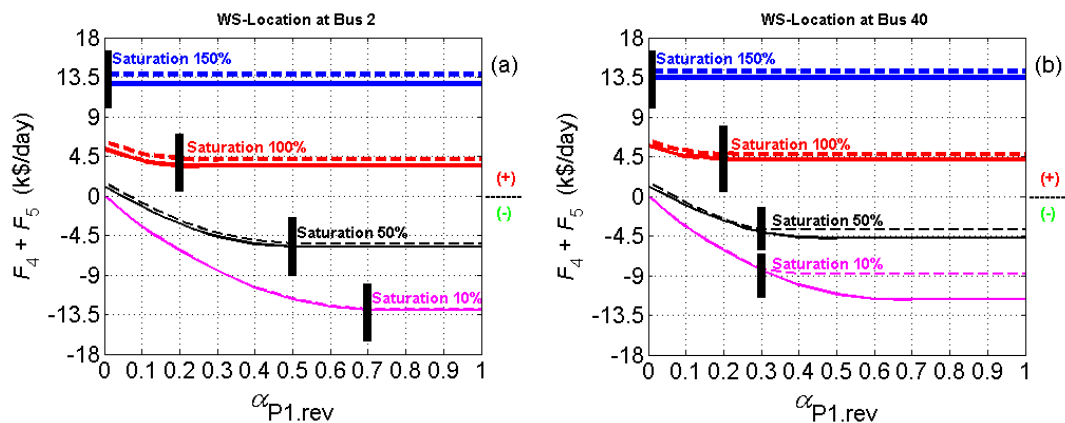 WS-Location at Bus 2
18
13.5
9
4.5
0
-4.5
-9
-13.5
-18
F4 + F5 (k$/day)
Saturation 150%
(a)
Saturation 100%
Saturation 50%
Saturation 10%
(+)
(-)
0 0.1 0.2 0.3 0.4 0.5 0.6 0.7 0.8 0.9 1
αP1.rev
WS-Location at Bus 40
18
13.5
9
4.5
0
-4.5
-9
-13.5
-18
F4 + F5 (k$/day)
Saturation 150%
(b)
Saturation 100%
Saturation 50%
Saturation 10%
(+)
(-)
0 0.1 0.2 0.3 0.4 0.5 0.6 0.7 0.8 0.9 1
αP1.rev